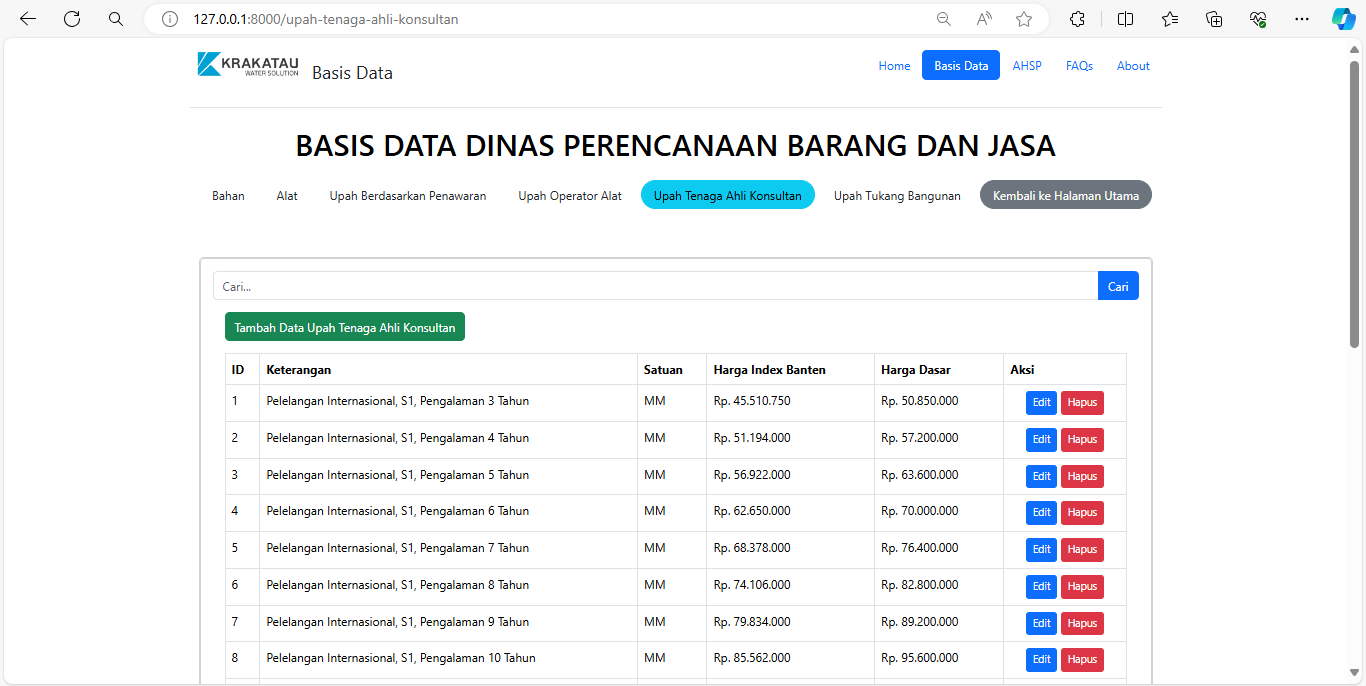 127.0.0.1:8000/upah-tenaga-ahli-konsultan
KRAKATAU
WATER SOLUTION
Basis Data
Home Basis Data AHSP FAQs About
BASIS DATA DINAS PERENCANAAN BARANG DAN JASA
Bahan Alat Upah Berdasarkan Penawaran Upah Operator Alat Upah Tenaga Ahli Konsultan Upah Tukang Bangunan Kembali ke Halaman Utama
Cari... Cari
Tambah Data Upah Tenaga Ahli Konsultan
ID Keterangan Satuan Harga Index Banten Harga Dasar Aksi
1 Pelelangan Internasional, S1, Pengalaman 3 Tahun MM Rp. 45.510.750 Rp. 50.850.000 Edit Hapus
2 Pelelangan Internasional, S1, Pengalaman 4 Tahun MM Rp. 51.194.000 Rp. 57.200.000 Edit Hapus
3 Pelelangan Internasional, S1, Pengalaman 5 Tahun MM Rp. 56.922.000 Rp. 63.600.000 Edit Hapus
4 Pelelangan Internasional, S1, Pengalaman 6 Tahun MM Rp. 62.650.000 Rp. 70.000.000 Edit Hapus
5 Pelelangan Internasional, S1, Pengalaman 7 Tahun MM Rp. 68.378.000 Rp. 76.400.000 Edit Hapus
6 Pelelangan Internasional, S1, Pengalaman 8 Tahun MM Rp. 74.106.000 Rp. 82.800.000 Edit Hapus
7 Pelelangan Internasional, S1, Pengalaman 9 Tahun MM Rp. 79.834.000 Rp. 89.200.000 Edit Hapus
8 Pelelangan Internasional, S1, Pengalaman 10 Tahun MM Rp. 85.562.000 Rp. 95.600.000 Edit Hapus